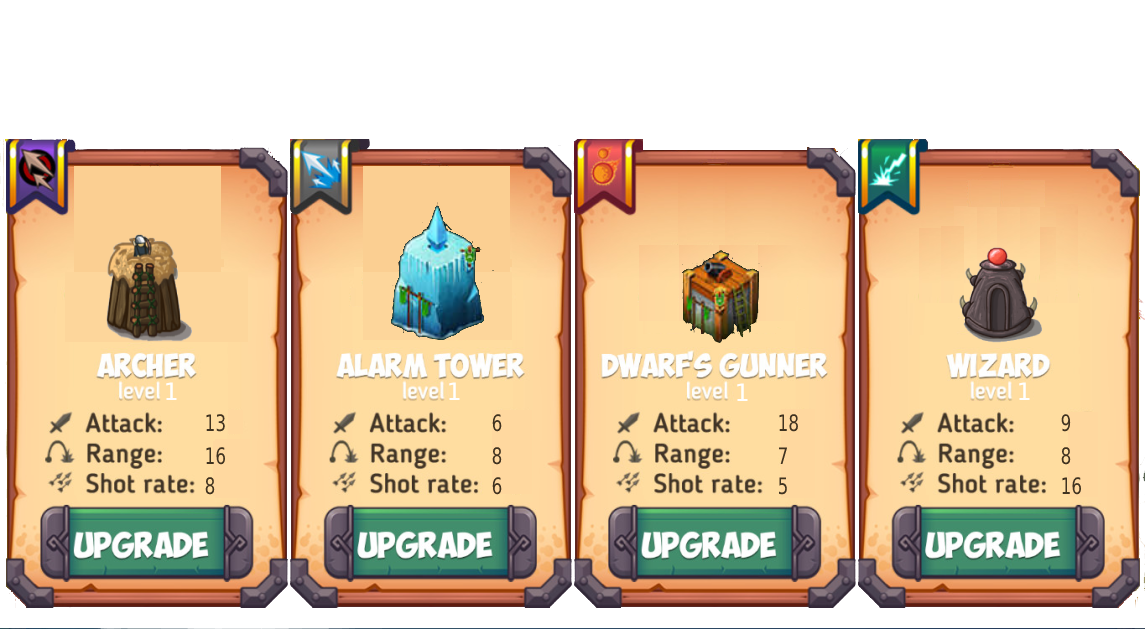 ARCHER
level 1
Attack: 13
Range: 16
Shot rate: 8
UPGRADE
ALARM TOWER
level 1
Attack: 6
Range: 8
Shot rate: 6
UPGRADE
DWARF'S GUNNER
level 1
Attack: 18
Range: 7
Shot rate: 5
UPGRADE
WIZARD
level 1
Attack: 9
Range: 8
Shot rate: 16
UPGRADE